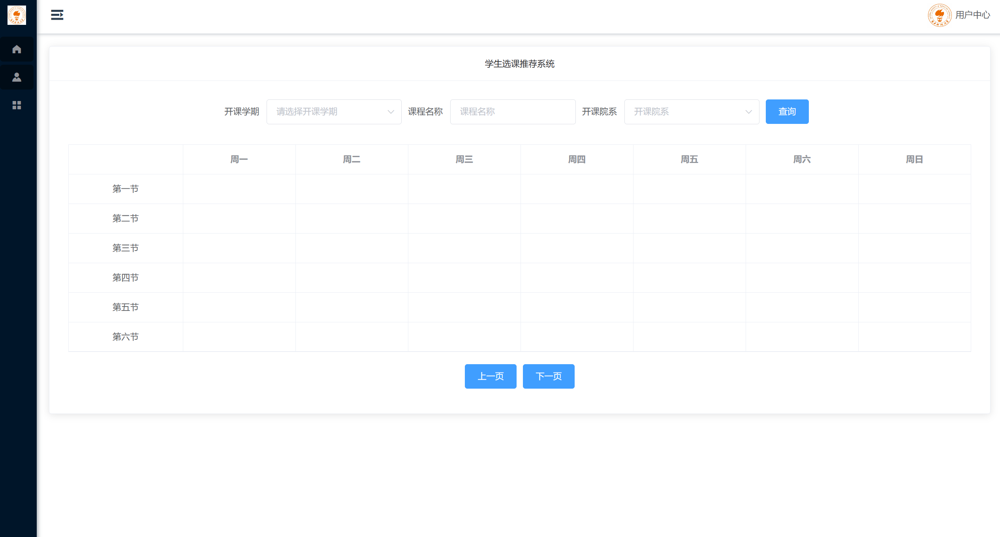 用户中心
学生选课推荐系统
开课学期 请选择开课学期 课程名称 课程名称 开课院系 开课院系 查询
周一 周二 周三 周四 周五 周六 周日
第一节
第二节
第三节
第四节
第五节
第六节
上一页 下一页